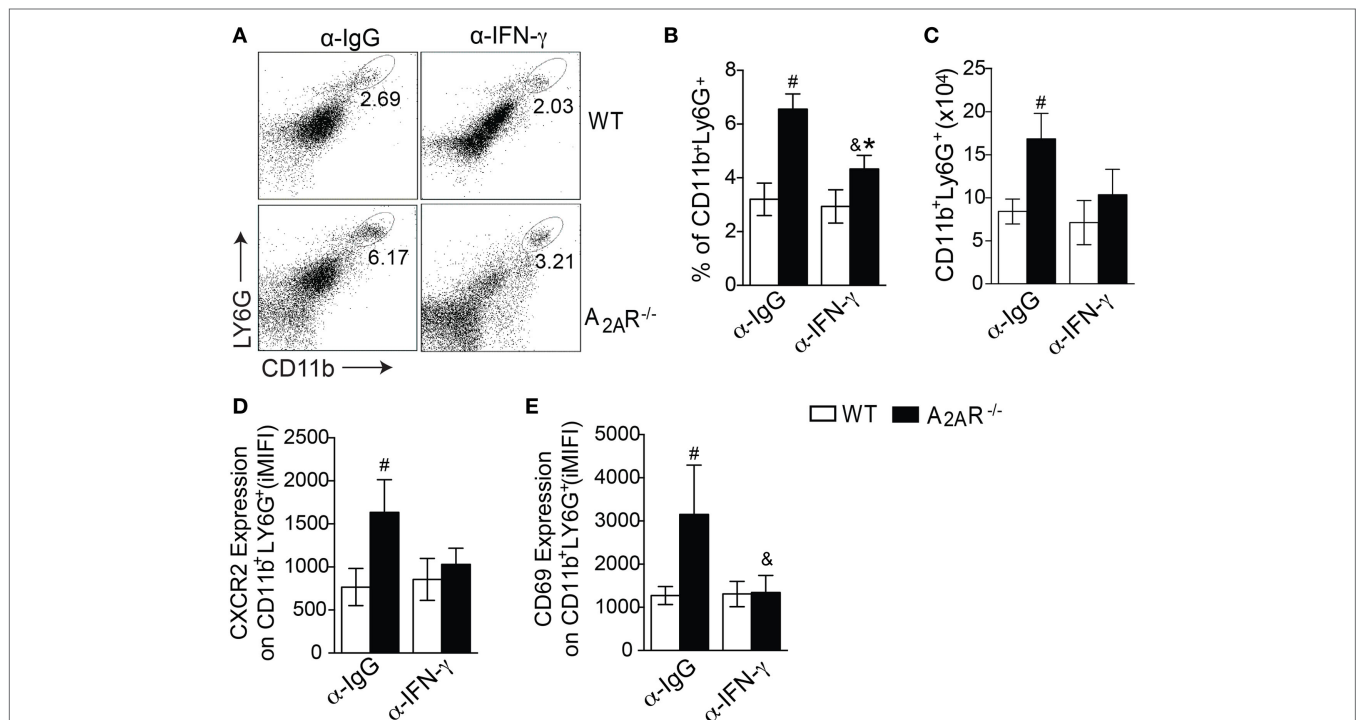 A
α-IgG
α-IFN-γ
2.69
2.03
WT
6.17
3.21
A2AR-/-
LY6G
CD11b
B
% of CD11b+Ly6G+
8
6
4
2
0
#
&*
α-IgG
α-IFN-γ
C
CD11b+Ly6G+ (x10⁴)
25
20
15
10
5
0
#
α-IgG
α-IFN-γ
D
CXCR2 Expression
on CD11b+LY6G+(iMIFI)
2500
2000
1500
1000
500
0
#
α-IgG
α-IFN-γ
E
CD69 Expression
on CD11b+LY6G+(iMIFI)
5000
4000
3000
2000
1000
0
#
&
α-IgG
α-IFN-γ
WT A2AR-/-